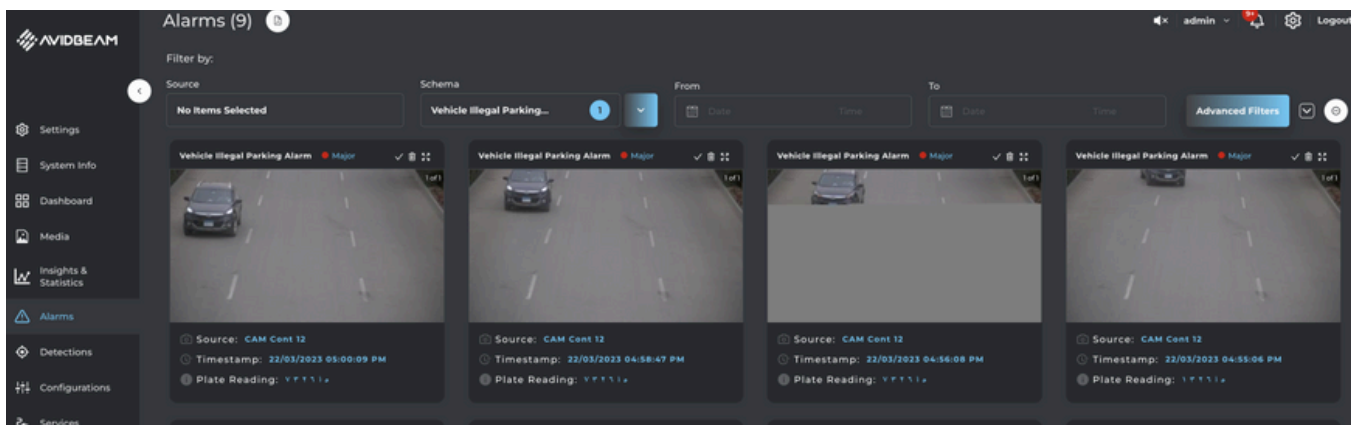 AVIDBEAM
Alarms (9)
admin
9+
Logout
Filter by:
Source
Schema
From
To
No Items Selected
Vehicle Illegal Parking...
1
Date
Time
Date
Time
Advanced Filters
Settings
System Info
Dashboard
Media
Insights &
Statistics
Alarms
Detections
Configurations
Services
Vehicle Illegal Parking Alarm Major
1 of 1
Source: CAM Cont 12
Timestamp: 22/03/2023 05:00:09 PM
Plate Reading:
Vehicle Illegal Parking Alarm Major
1 of 1
Source: CAM Cont 12
Timestamp: 22/03/2023 04:58:47 PM
Plate Reading:
Vehicle Illegal Parking Alarm Major
1 of 1
Source: CAM Cont 12
Timestamp: 22/03/2023 04:56:08 PM
Plate Reading:
Vehicle Illegal Parking Alarm Major
1 of 1
Source: CAM Cont 12
Timestamp: 22/03/2023 04:55:06 PM
Plate Reading: